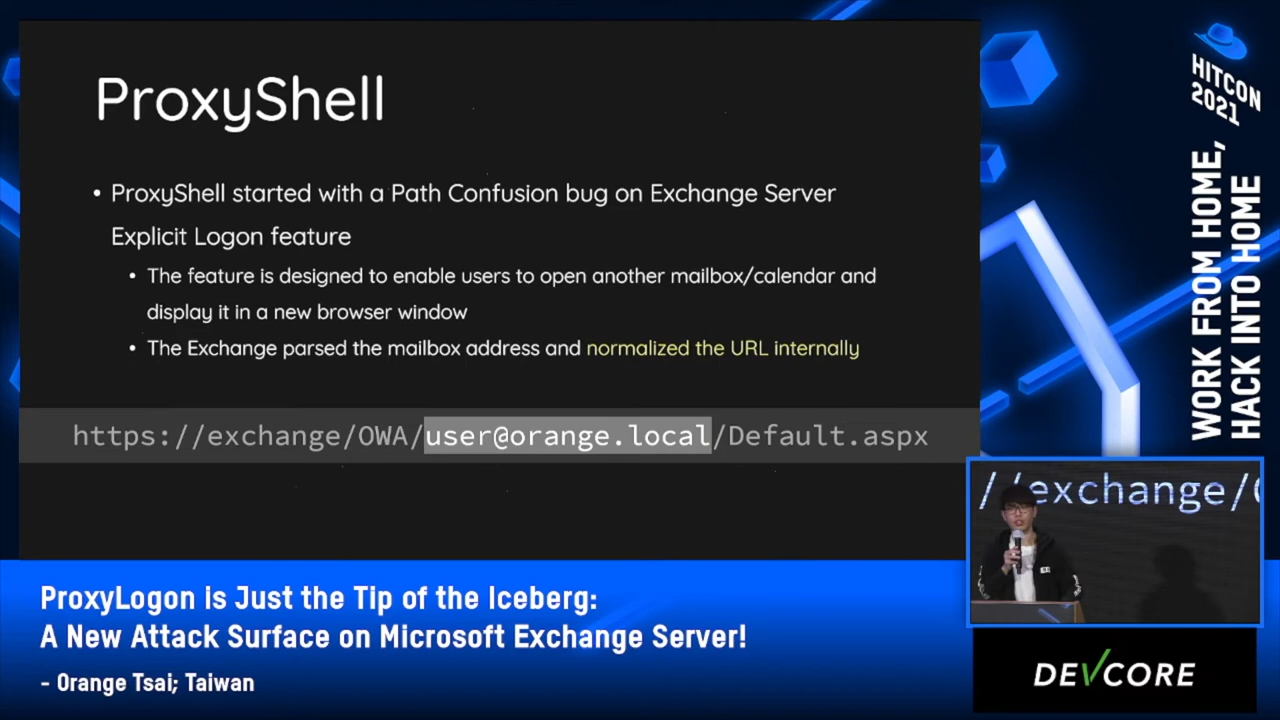 ProxyShell
• ProxyShell started with a Path Confusion bug on Exchange Server
Explicit Logon feature
• The feature is designed to enable users to open another mailbox/calendar and
display it in a new browser window
• The Exchange parsed the mailbox address and normalized the URL internally
https://exchange/OWA/user@orange.local/Default.aspx
HITCON
2021
WORK FROM HOME,
HACK INTO HOME
//exchange/
ProxyLogon is Just the Tip of the Iceberg:
A New Attack Surface on Microsoft Exchange Server!
- Orange Tsai; Taiwan
DEVCORE